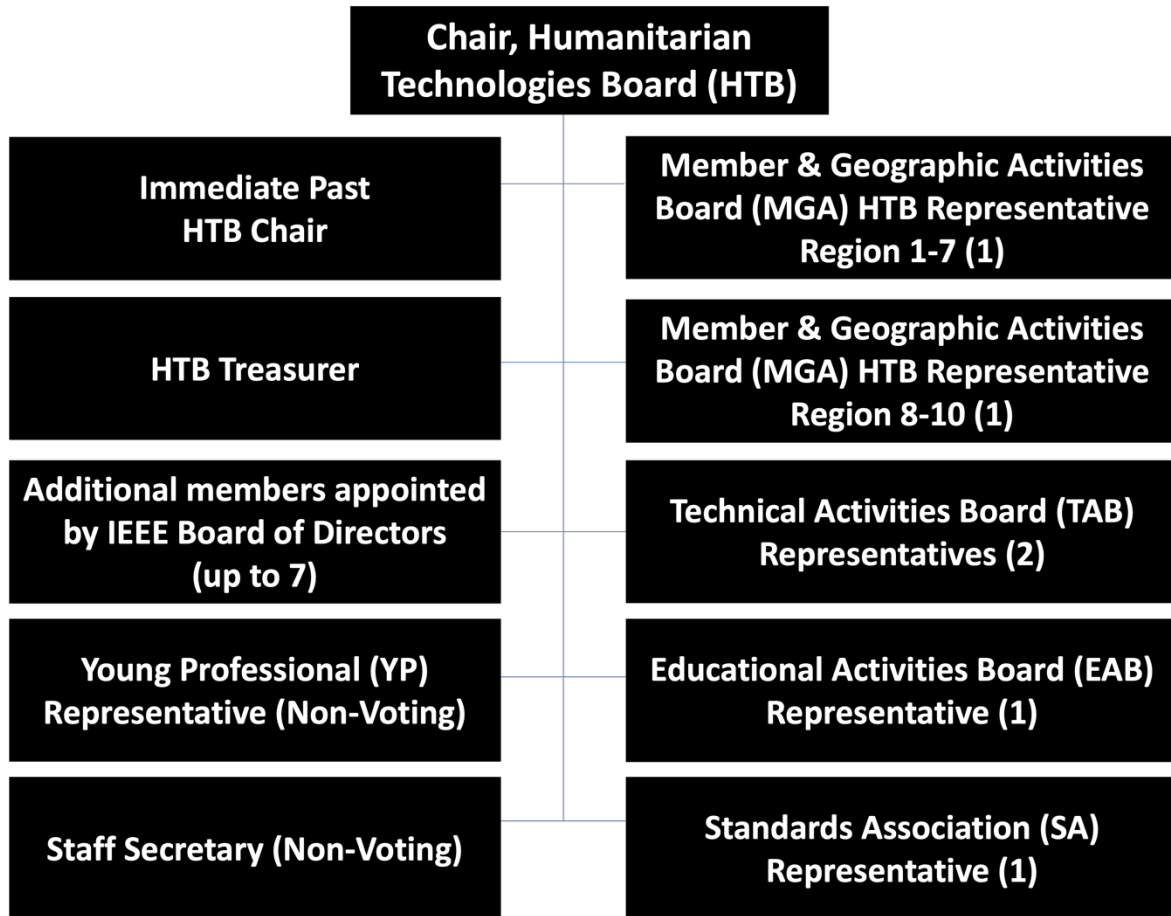 Chair, Humanitarian
Technologies Board (HTB)
Immediate Past
HTB Chair
Member & Geographic Activities
Board (MGA) HTB Representative
Region 1-7 (1)
HTB Treasurer
Member & Geographic Activities
Board (MGA) HTB Representative
Region 8-10 (1)
Additional members appointed
by IEEE Board of Directors
(up to 7)
Technical Activities Board (TAB)
Representatives (2)
Young Professional (YP)
Representative (Non-Voting)
Educational Activities Board (EAB)
Representative (1)
Staff Secretary (Non-Voting)
Standards Association (SA)
Representative (1)